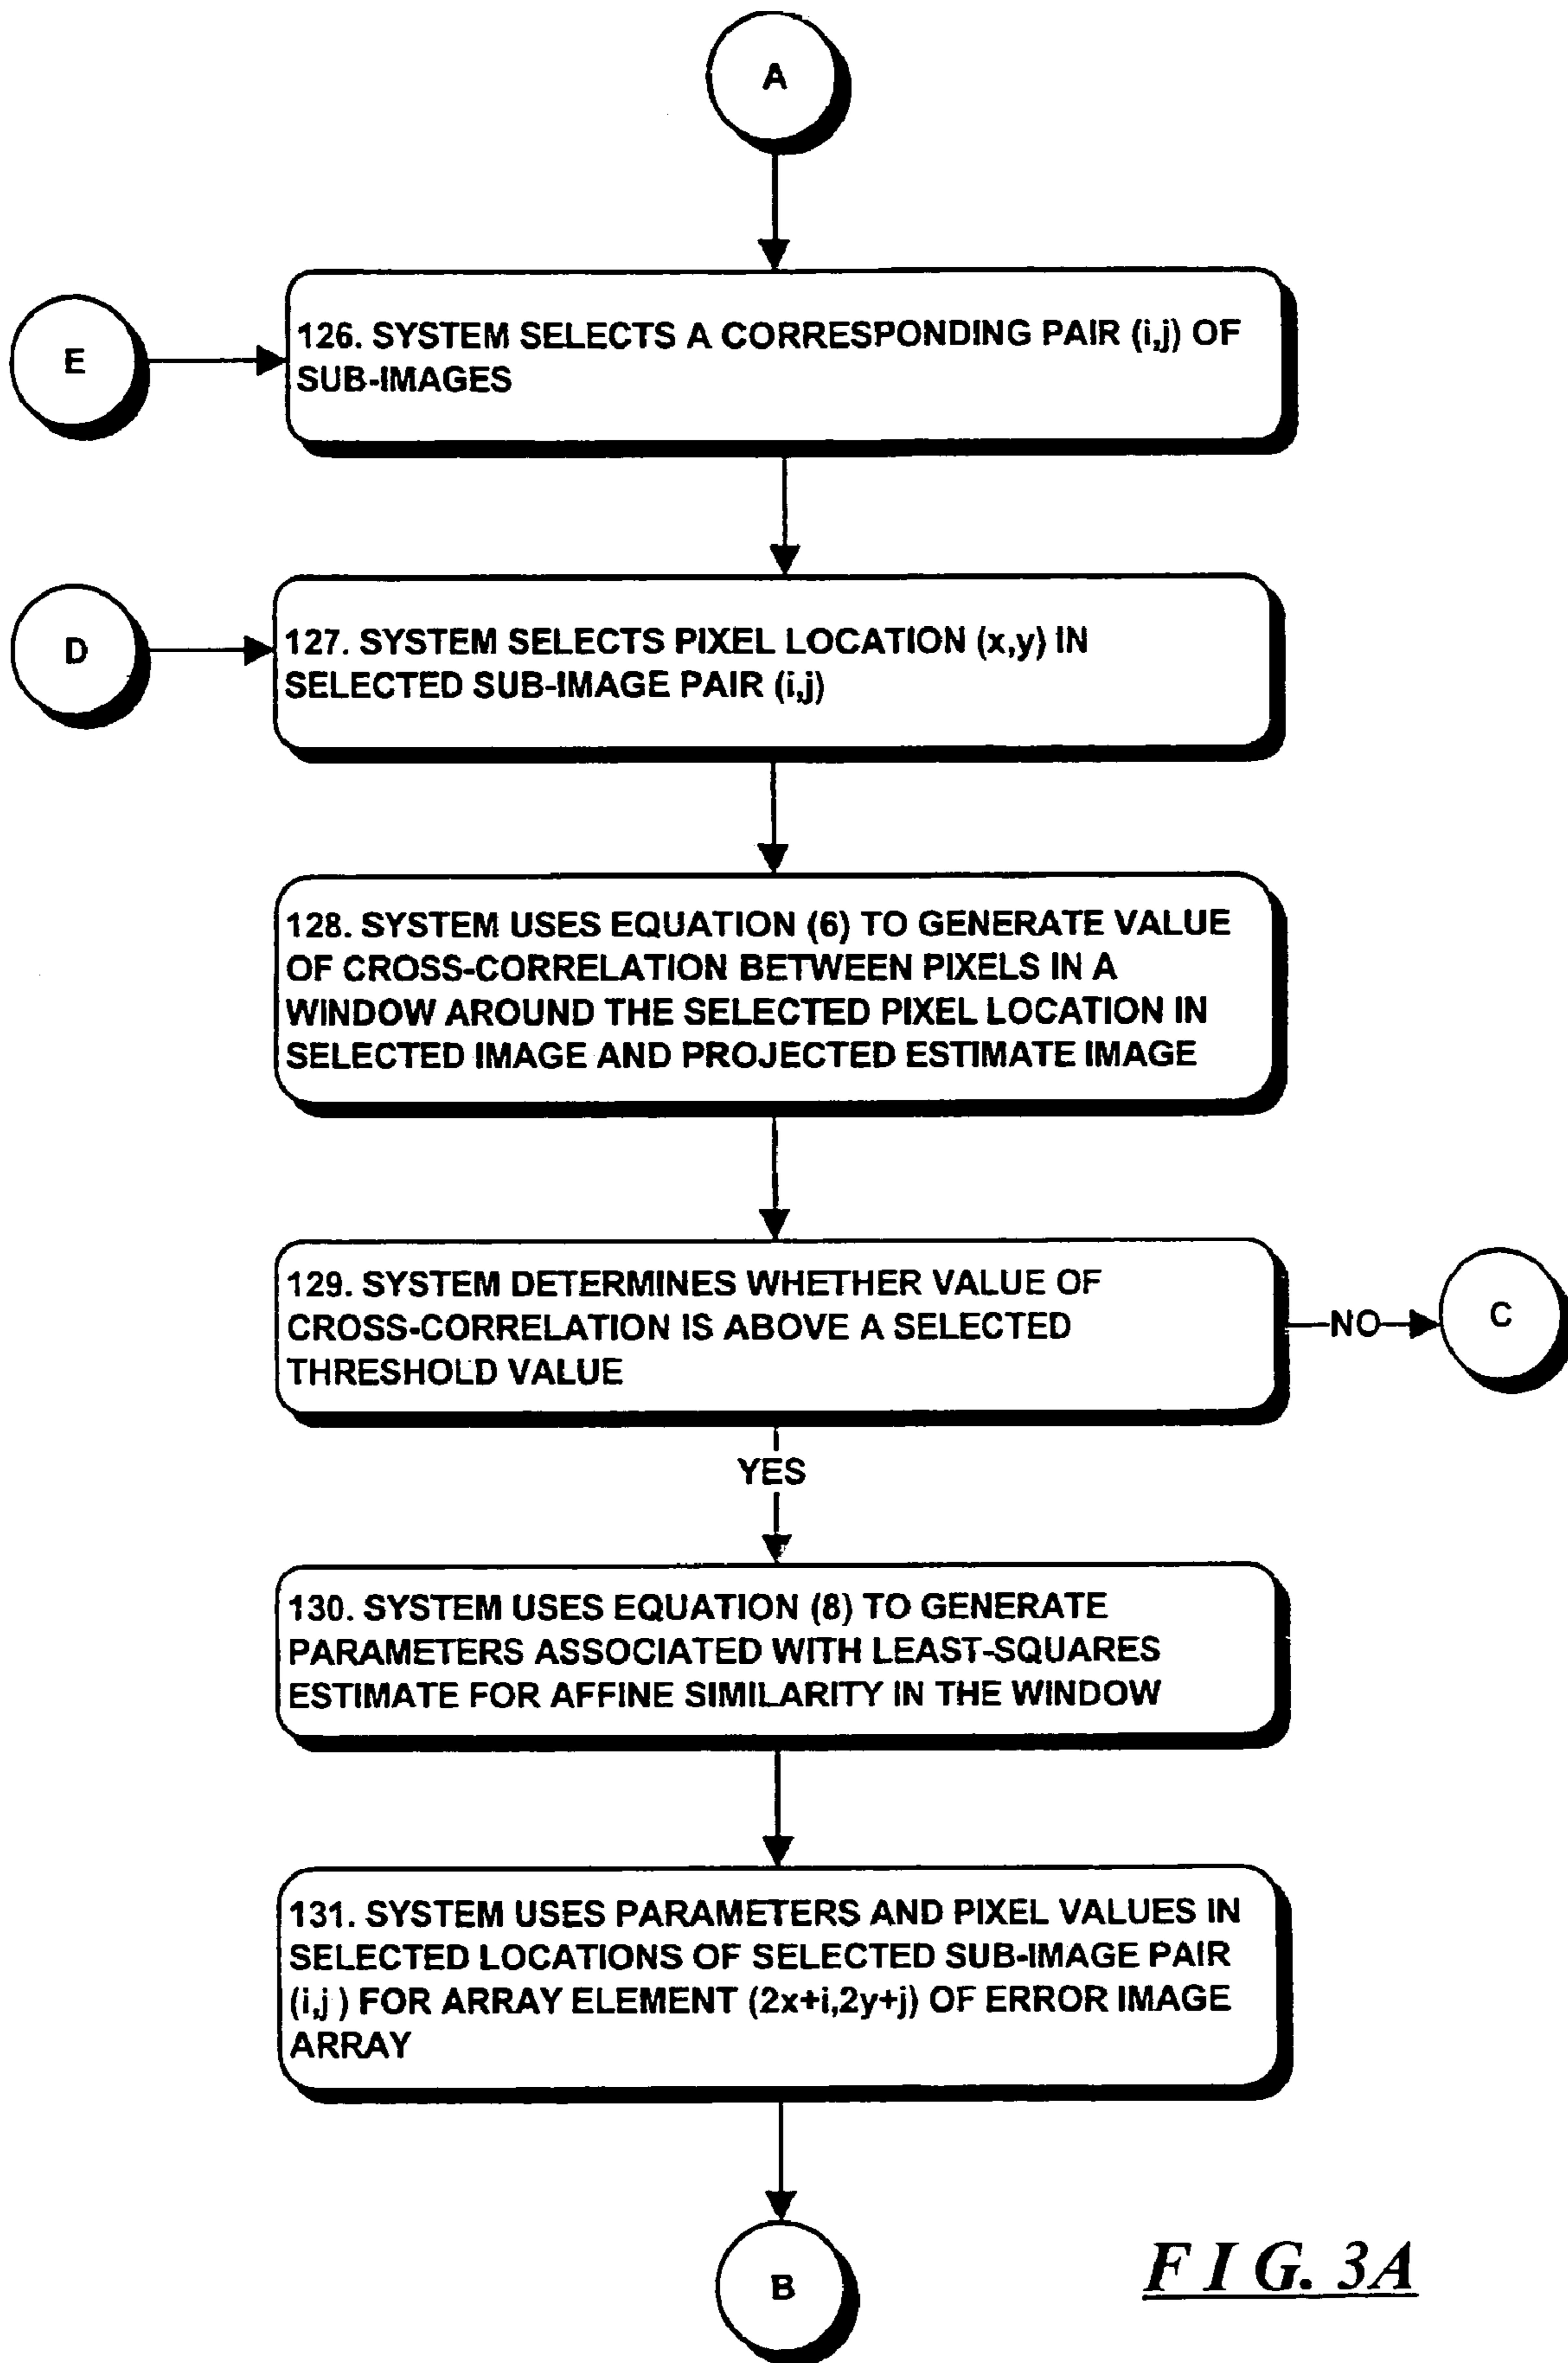 A
E
126. SYSTEM SELECTS A CORRESPONDING PAIR (i,j) OF
SUB-IMAGES
D
127. SYSTEM SELECTS PIXEL LOCATION (x,y) IN
SELECTED SUB-IMAGE PAIR (i,j)
128. SYSTEM USES EQUATION (6) TO GENERATE VALUE
OF CROSS-CORRELATION BETWEEN PIXELS IN A
WINDOW AROUND THE SELECTED PIXEL LOCATION IN
SELECTED IMAGE AND PROJECTED ESTIMATE IMAGE
129. SYSTEM DETERMINES WHETHER VALUE OF
CROSS-CORRELATION IS ABOVE A SELECTED
THRESHOLD VALUE
NO
C
YES
130. SYSTEM USES EQUATION (8) TO GENERATE
PARAMETERS ASSOCIATED WITH LEAST-SQUARES
ESTIMATE FOR AFFINE SIMILARITY IN THE WINDOW
131. SYSTEM USES PARAMETERS AND PIXEL VALUES IN
SELECTED LOCATIONS OF SELECTED SUB-IMAGE PAIR
(i,j ) FOR ARRAY ELEMENT (2x+i,2y+j) OF ERROR IMAGE
ARRAY
B
F I G. 3A